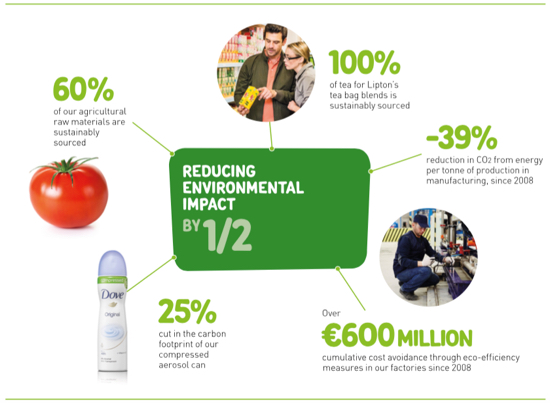 60%
of our agricultural
raw materials are
sustainably
sourced
100%
of tea for Lipton's
tea bag blends is
sustainably sourced
-39%
reduction in CO2 from energy
per tonne of production in
manufacturing, since 2008
REDUCING
ENVIRONMENTAL
IMPACT
BY 1/2
Dove
Original
25%
cut in the carbon
footprint of our
compressed
aerosol can
Over
€600 MILLION
cumulative cost avoidance through eco-efficiency
measures in our factories since 2008